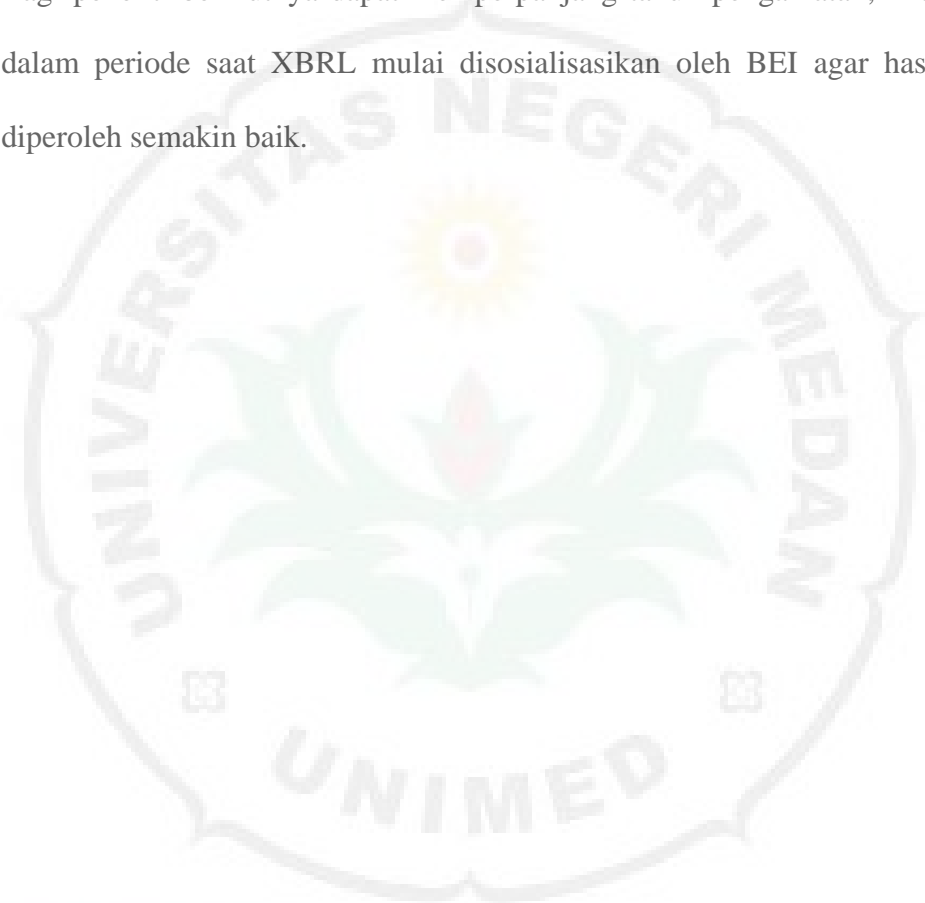 dalam periode saat XBRL mulai disosialisasikan oleh BEI agar has
diperoleh semakin baik.
UNIVERSITAS NEGERI MEDAN
UNIMED